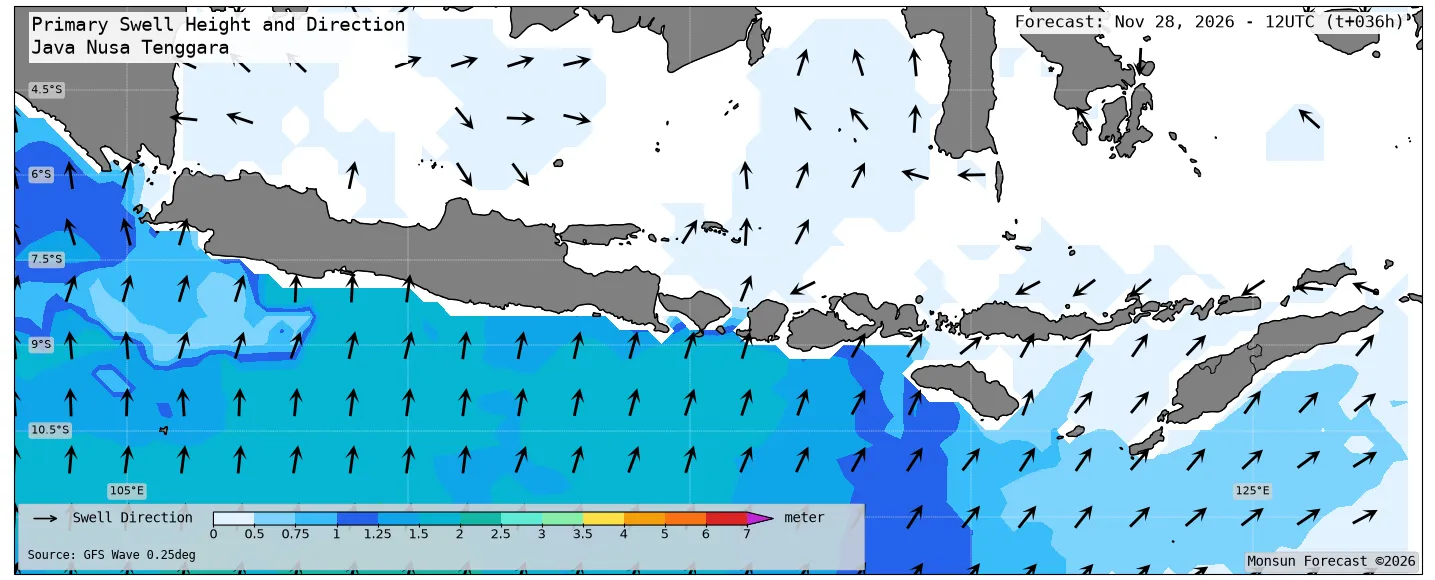 Primary Swell Height and Direction
Java Nusa Tenggara
Forecast: Nov 28, 2026 - 12UTC (t+036h)
4.5°S
6°S
7.5°S
9°S
10.5°S
105°E
125°E
Swell Direction
0 0.5 0.75 1 1.25 1.5 2 2.5 3 3.5 4 5 6 7
meter
Source: GFS Wave 0.25deg
Monsun Forecast ©2026